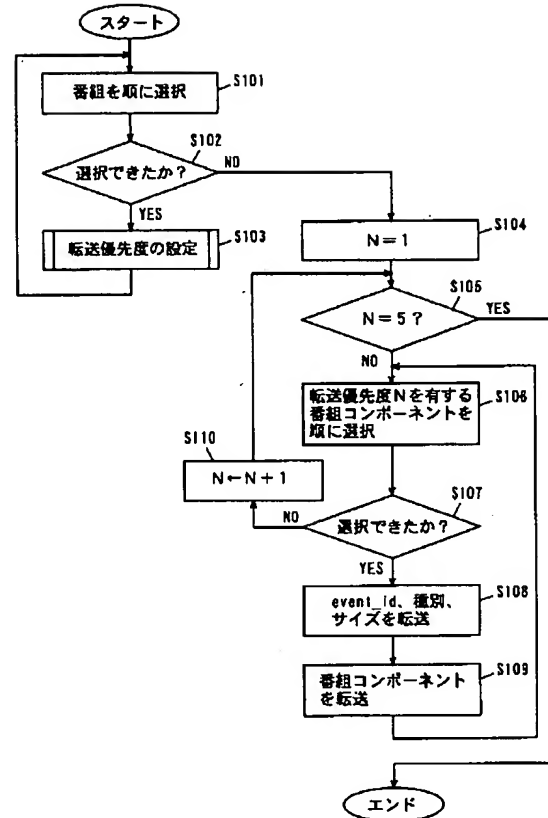 スタート
番組を順に選択
S101
選択できたか?
S102
NO
YES
転送優先度の設定
S103
N=1
S104
N=5?
S105
YES
NO
転送優先度Nを有する
番組コンポーネントを
順に選択
S106
S110
N←N+1
選択できたか?
S107
NO
YES
event_id、種別、
サイズを転送
S108
番組コンポーネント
を転送
S109
エンド